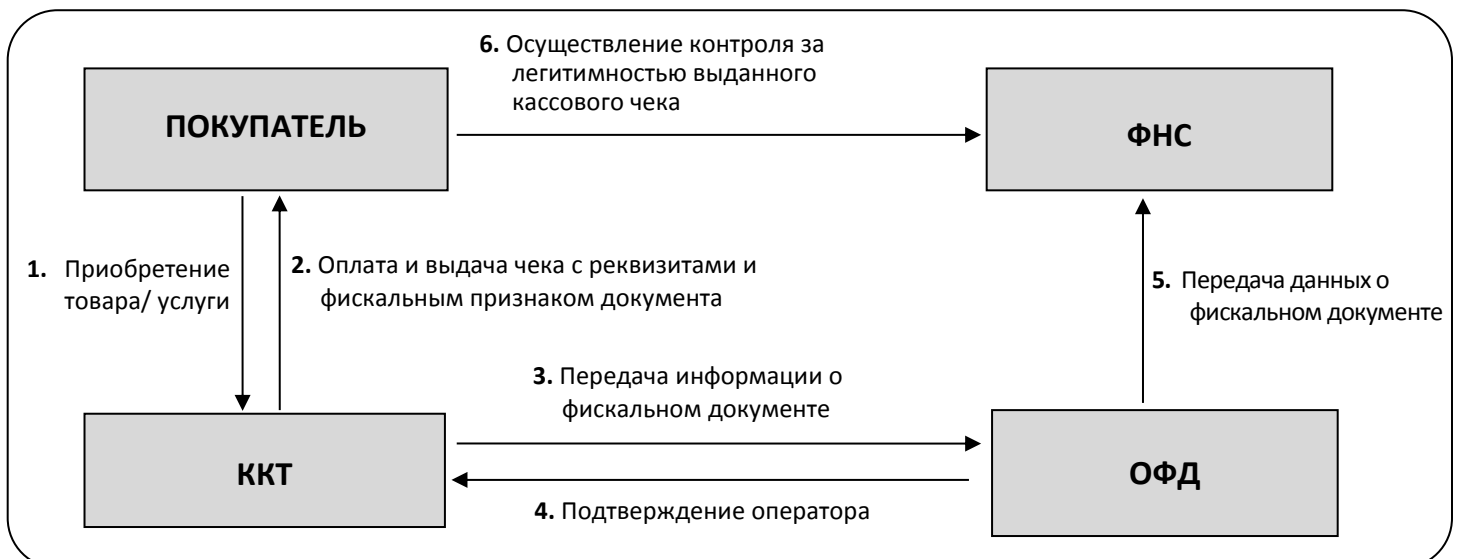 6. Осуществление контроля за
легитимностью выданного
кассового чека
ПОКУПАТЕЛЬ
ФНС
1. Приобретение
товара/ услуги
2. Оплата и выдача чека с реквизитами и
фискальным признаком документа
5. Передача данных о
фискальном документе
3. Передача информации о
фискальном документе
ККТ
ОФД
4. Подтверждение оператора